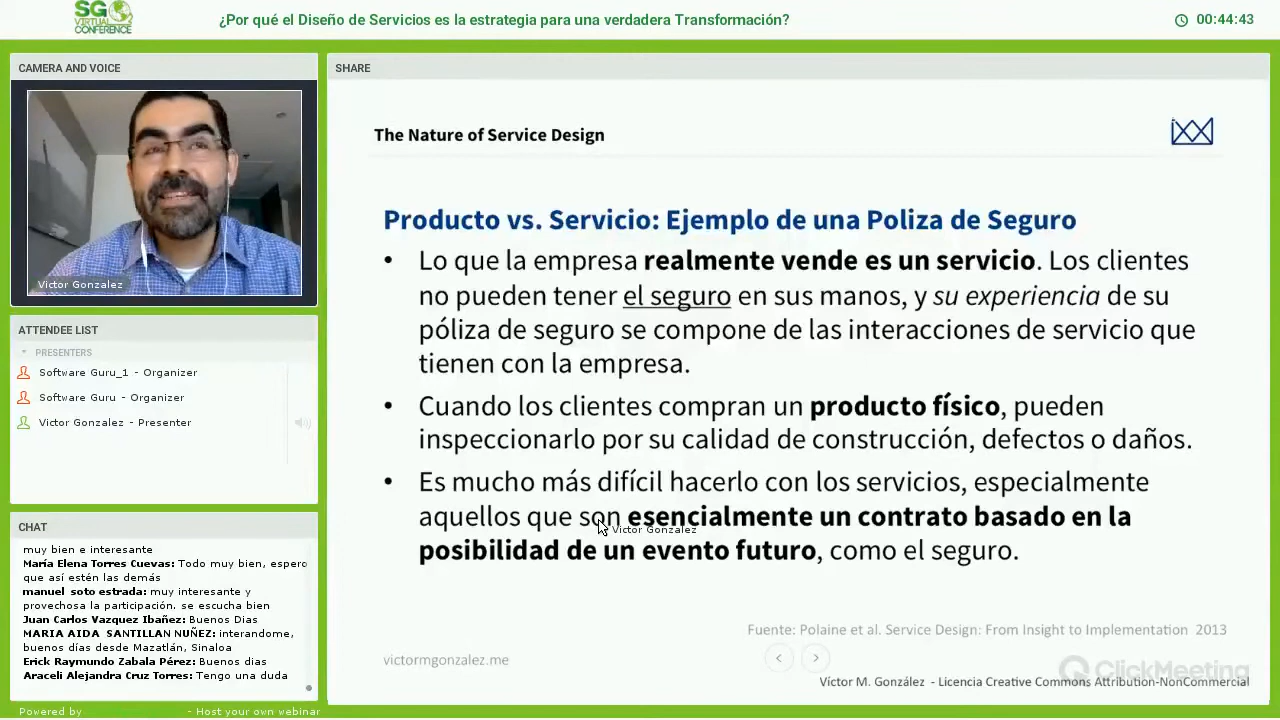 SG
VIRTUAL
CONFERENCE
¿Por qué el Diseño de Servicios es la estrategia para una verdadera Transformación?
00:44:43
CAMERA AND VOICE
Victor Gonzalez
ATTENDEE LIST
PRESENTERS
Software Guru_1 - Organizer
Software Guru - Organizer
Victor Gonzalez - Presenter
CHAT
muy bien e interesante
María Elena Torres Cuevas: Todo muy bien, espero
que así estén las demás
manuel soto estrada: muy interesante y
provechosa la participación. se escucha bien
Juan Carlos Vazquez Ibañez: Buenos Dias
MARIA AIDA SANTILLAN NUÑEZ: interandome,
buenos días desde Mazatlán, Sinaloa
Erick Raymundo Zabala Pérez: Buenos dias
Araceli Alejandra Cruz Torres: Tengo una duda
Powered by - Host your own webinar
SHARE
The Nature of Service Design
Producto vs. Servicio: Ejemplo de una Poliza de Seguro
• Lo que la empresa realmente vende es un servicio. Los clientes
no pueden tener el seguro en sus manos, y su experiencia de su
póliza de seguro se compone de las interacciones de servicio que
tienen con la empresa.
• Cuando los clientes compran un producto físico, pueden
inspeccionarlo por su calidad de construcción, defectos o daños.
• Es mucho más difícil hacerlo con los servicios, especialmente
aquellos que son esencialmente un contrato basado en la
Victor Gonzalez
posibilidad de un evento futuro, como el seguro.
Fuente: Polaine et al. Service Design: From Insight to Implementation 2013
victormgonzalez.me
ClickMeeting
Víctor M. González - Licencia Creative Commons Attribution-NonCommercial